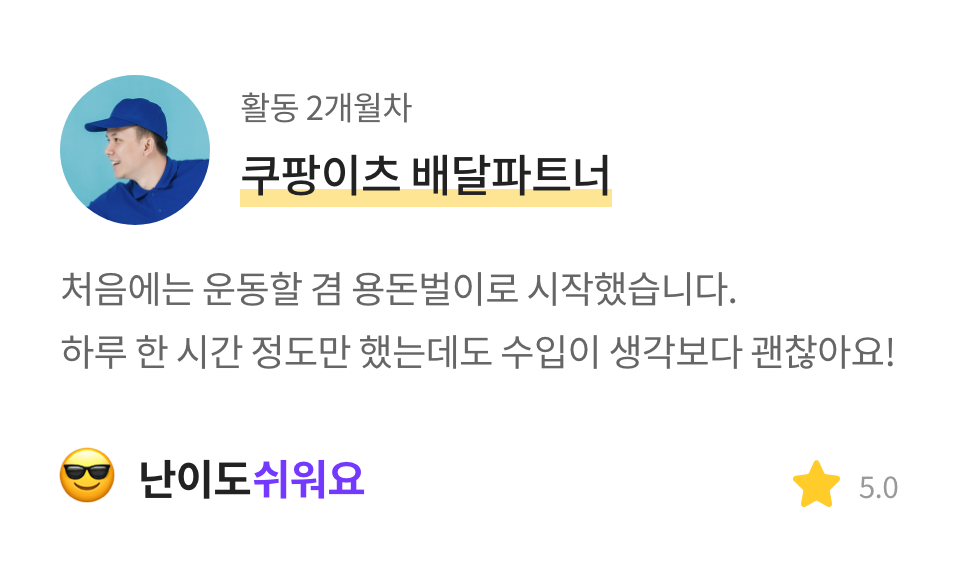 활동 2개월차
쿠팡이츠 배달파트너
처음에는 운동할 겸 용돈벌이로 시작했습니다.
하루 한 시간 정도만 했는데도 수입이 생각보다 괜찮아요!
난이도쉬워요
5.0